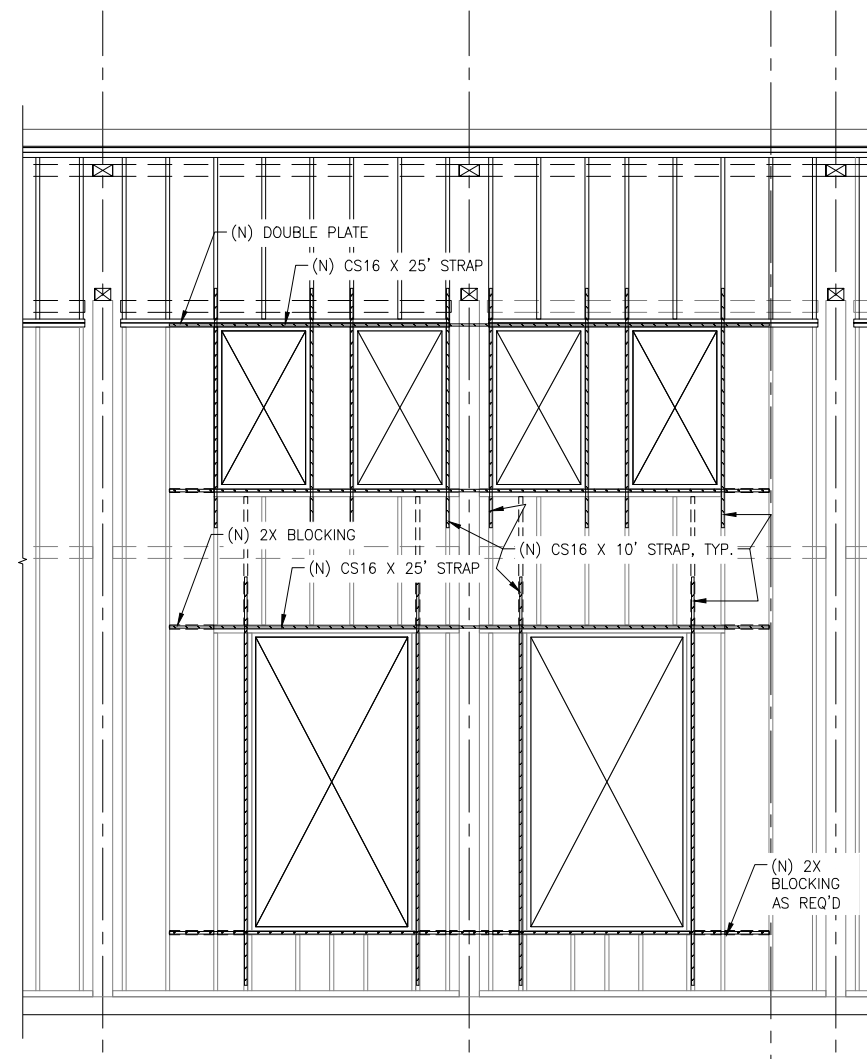 (N) DOUBLE PLATE
(N) CS16 X 25' STRAP
(N) 2X BLOCKING
(N) CS16 X 10' STRAP, TYP.
(N) CS16 X 25' STRAP
(N) 2X
BLOCKING
AS REQ'D